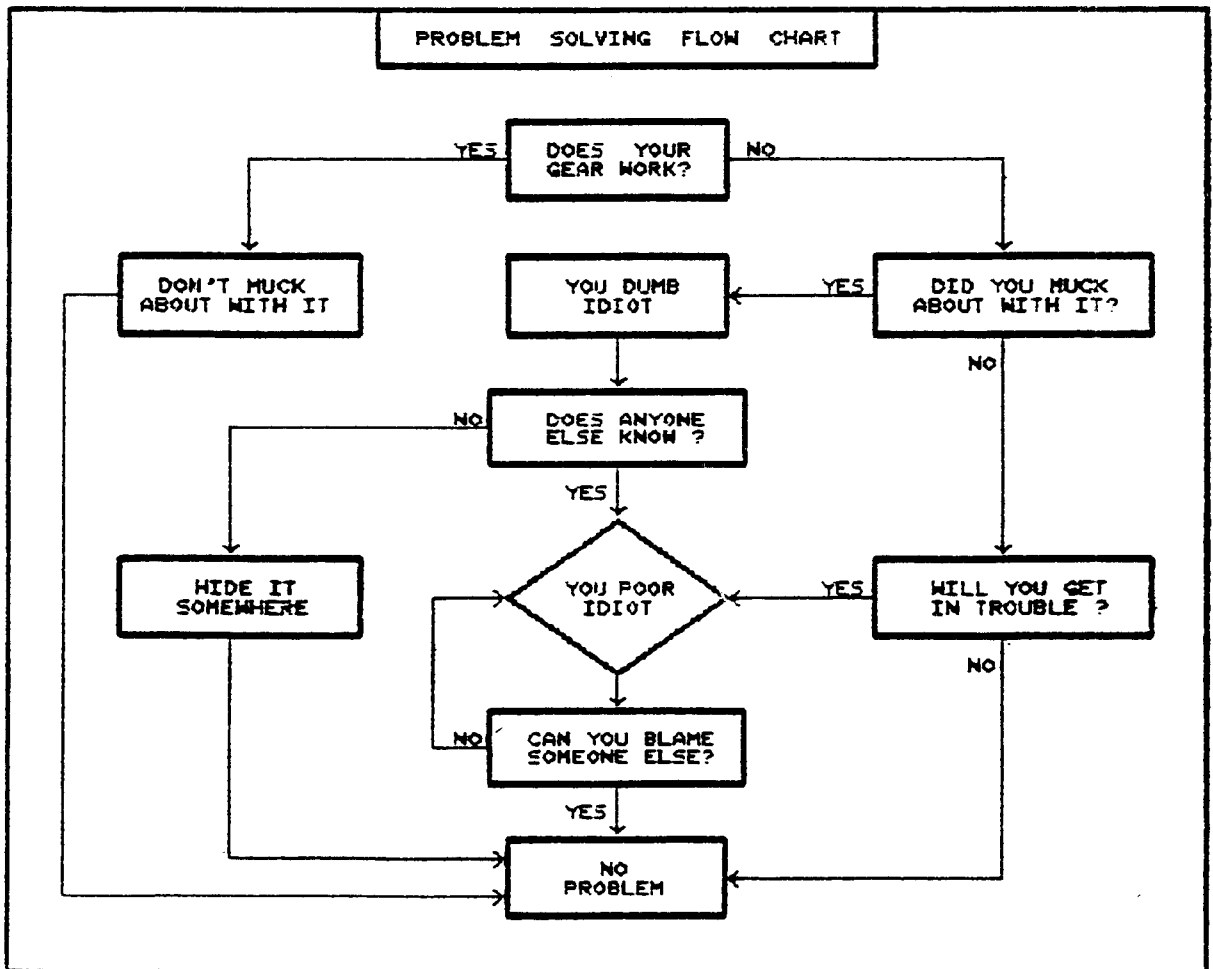 PROBLEM SOLVING FLOW CHART
DOES YOUR
GEAR WORK?
YES
NO
DON'T MUCK
ABOUT WITH IT
YOU DUMB
IDIOT
YES
DID YOU MUCK
ABOUT WITH IT?
NO
NO
DOES ANYONE
ELSE KNOW ?
YES
HIDE IT
SOMEWHERE
YOU POOR
IDIOT
YES
WILL YOU GET
IN TROUBLE ?
NO
NO
CAN YOU BLAME
SOMEONE ELSE?
YES
NO
PROBLEM